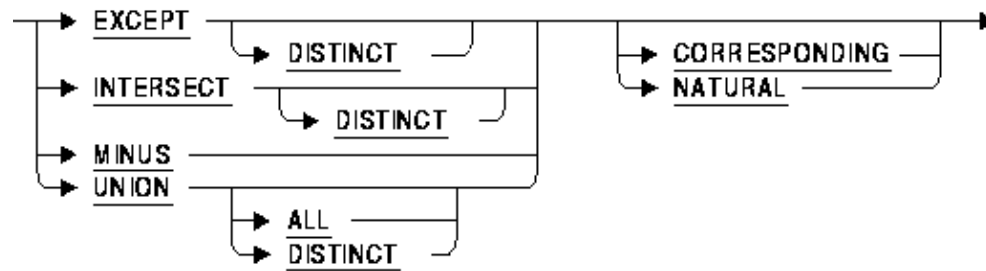 EXCEPT
DISTINCT CORRESPONDING
INTERSECT NATURAL
DISTINCT
MINUS
UNION
ALL
DISTINCT